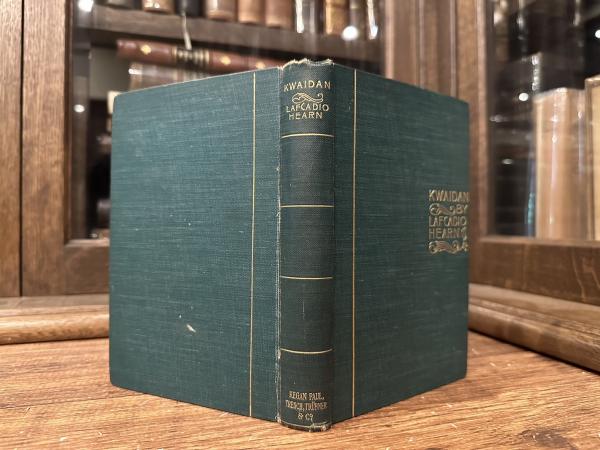 KWAIDAN
LAFCADIO
HEARN
KEGAN PAUL,
TRENCH, TRÜBNER
& Cº
KWAIDAN
BY
LAFCADIO
HEARN